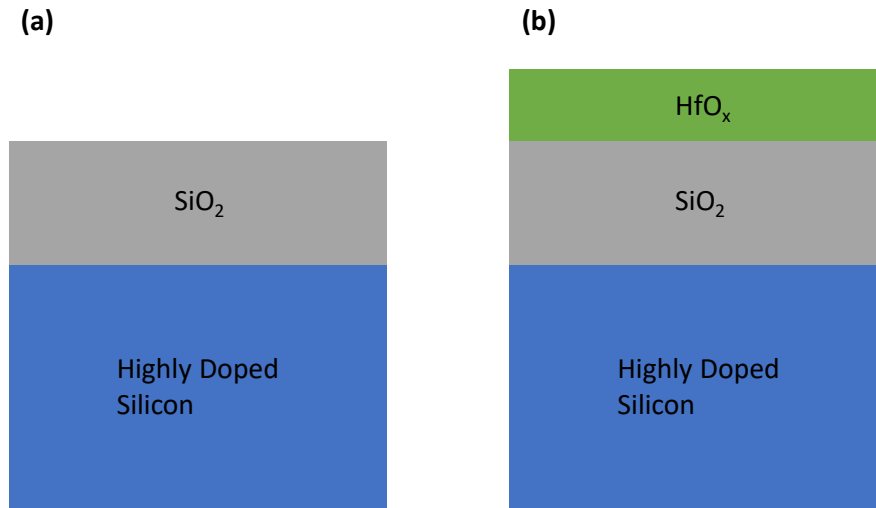 (a)
(b)
SiO₂
Highly Doped
Silicon
HfOₓ
SiO₂
Highly Doped
Silicon